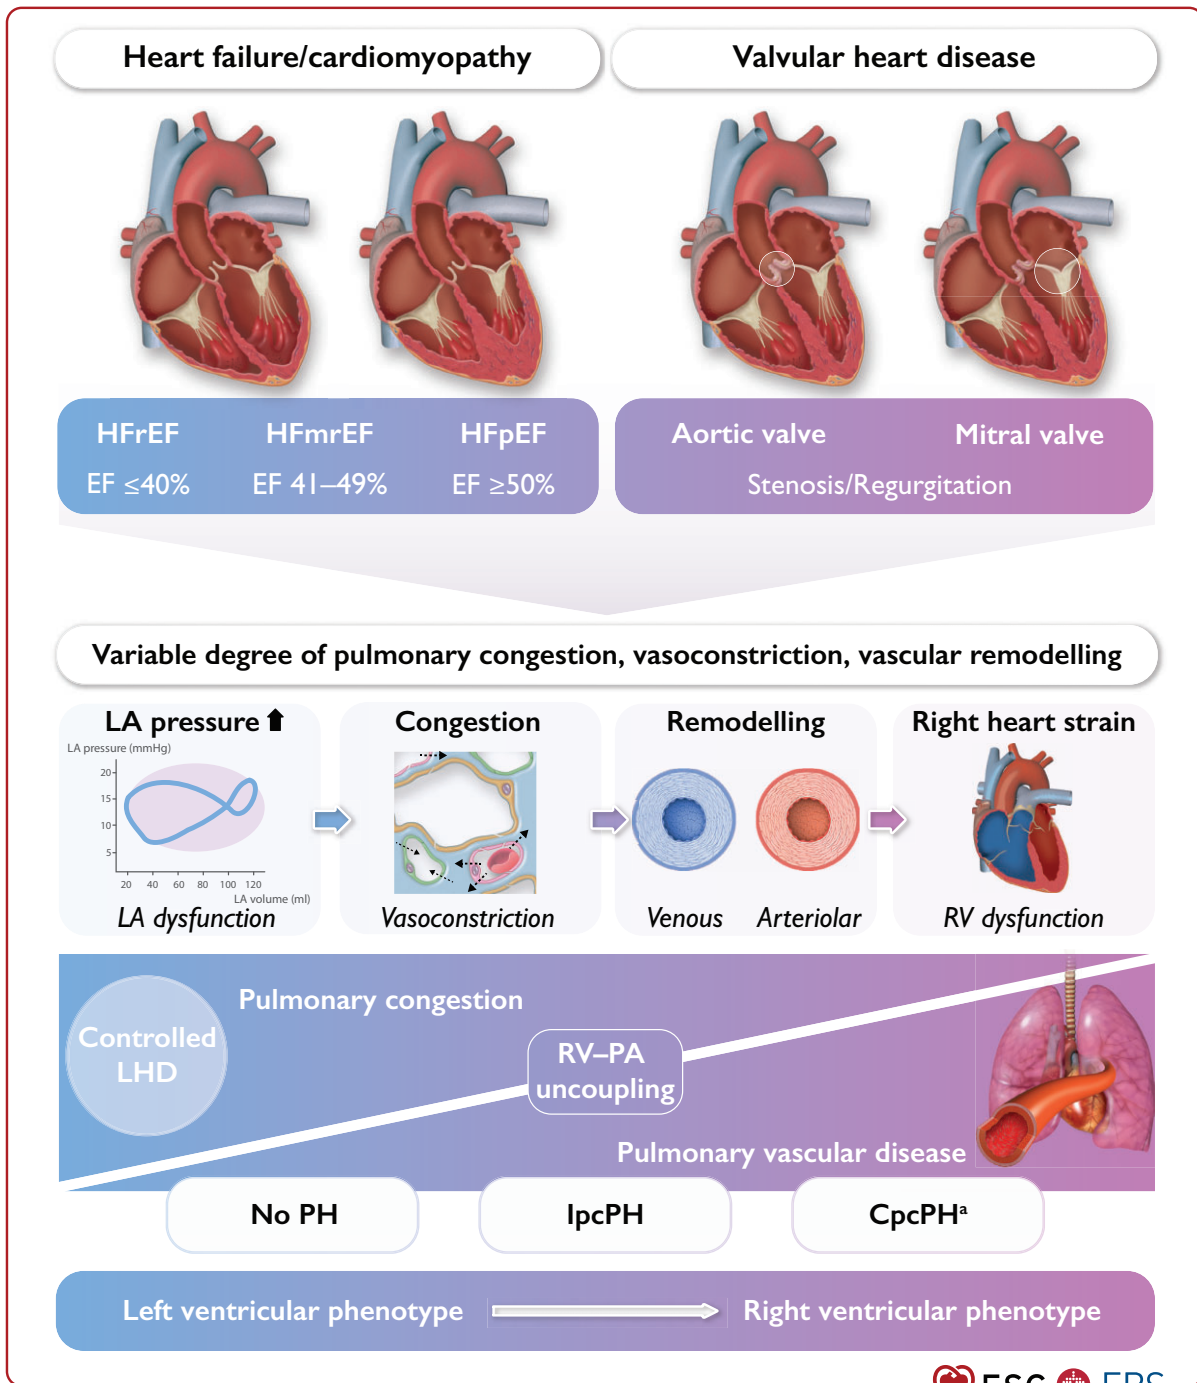 Heart failure/cardiomyopathy
Valvular heart disease
HFrEF
HFmrEF
HFpEF
EF ≤40%
EF 41–49%
EF ≥50%
Aortic valve
Mitral valve
Stenosis/Regurgitation
Variable degree of pulmonary congestion, vasoconstriction, vascular remodelling
LA pressure
LA pressure (mmHg)
20
15
10
5
20 40 60 80 100 120
LA volume (ml)
LA dysfunction
Congestion
Vasoconstriction
Remodelling
Venous
Arteriolar
Right heart strain
RV dysfunction
Controlled
LHD
Pulmonary congestion
RV–PA
uncoupling
Pulmonary vascular disease
No PH
IpcPH
CpcPHᵃ
Left ventricular phenotype
Right ventricular phenotype
ESC
ERS